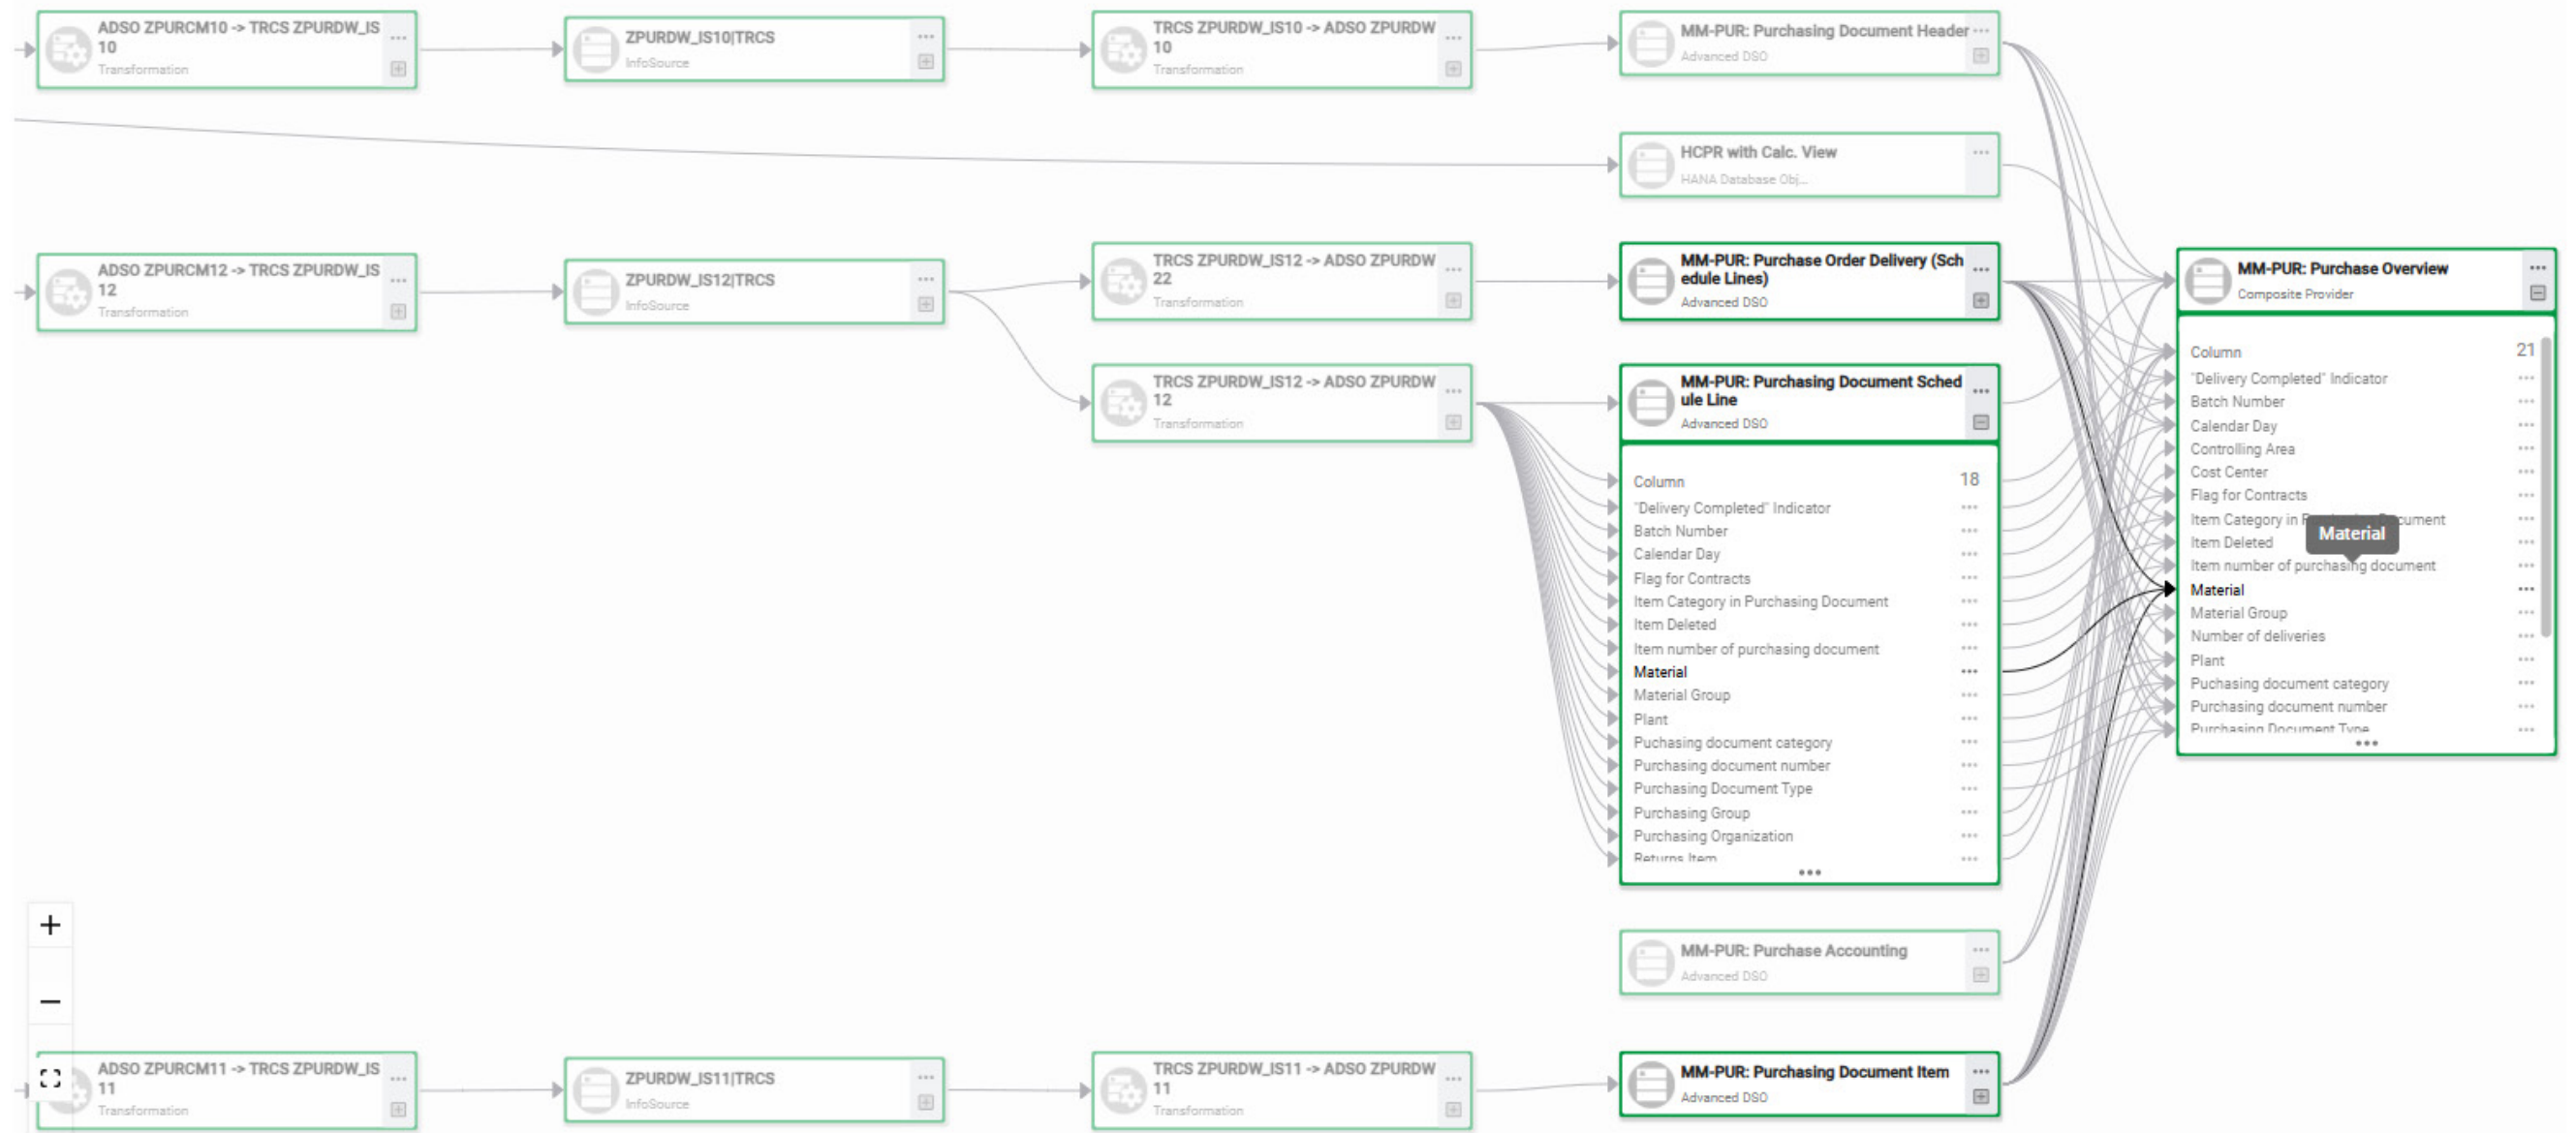 ADSO ZPURCM10 -> TRCS ZPURDW_IS
10
Transformation
ZPURDW_IS10|TRCS
InfoSource
TRCS ZPURDW_IS10 -> ADSO ZPURDW
10
Transformation
MM-PUR: Purchasing Document Header
Advanced DSO
HCPR with Calc. View
HANA Database Obj...
ADSO ZPURCM12 -> TRCS ZPURDW_IS
12
Transformation
ZPURDW_IS12|TRCS
InfoSource
TRCS ZPURDW_IS12 -> ADSO ZPURDW
22
Transformation
MM-PUR: Purchase Order Delivery (Sch
edule Lines)
Advanced DSO
TRCS ZPURDW_IS12 -> ADSO ZPURDW
12
Transformation
MM-PUR: Purchasing Document Sched
ule Line
Advanced DSO
Column 18
"Delivery Completed" Indicator
Batch Number
Calendar Day
Flag for Contracts
Item Category in Purchasing Document
Item Deleted
Item number of purchasing document
Material
Material Group
Plant
Puchasing document category
Purchasing document number
Purchasing Document Type
Purchasing Group
Purchasing Organization
Returns Item
MM-PUR: Purchase Overview
Composite Provider
Column 21
"Delivery Completed" Indicator
Batch Number
Calendar Day
Controlling Area
Cost Center
Flag for Contracts
Item Category in
Material
Item Deleted
Item number of purchasing document
Material
Material Group
Number of deliveries
Plant
Puchasing document category
Purchasing document number
Purchasing Document Type
MM-PUR: Purchase Accounting
Advanced DSO
ADSO ZPURCM11 -> TRCS ZPURDW_IS
11
Transformation
ZPURDW_IS11|TRCS
InfoSource
TRCS ZPURDW_IS11 -> ADSO ZPURDW
11
Transformation
MM-PUR: Purchasing Document Item
Advanced DSO